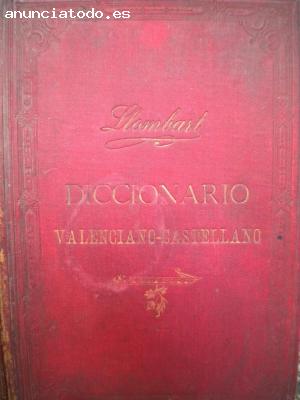 anunciatodo.es
Llombart
DICCIONARIO
VALENCIANO-CASTELLANO